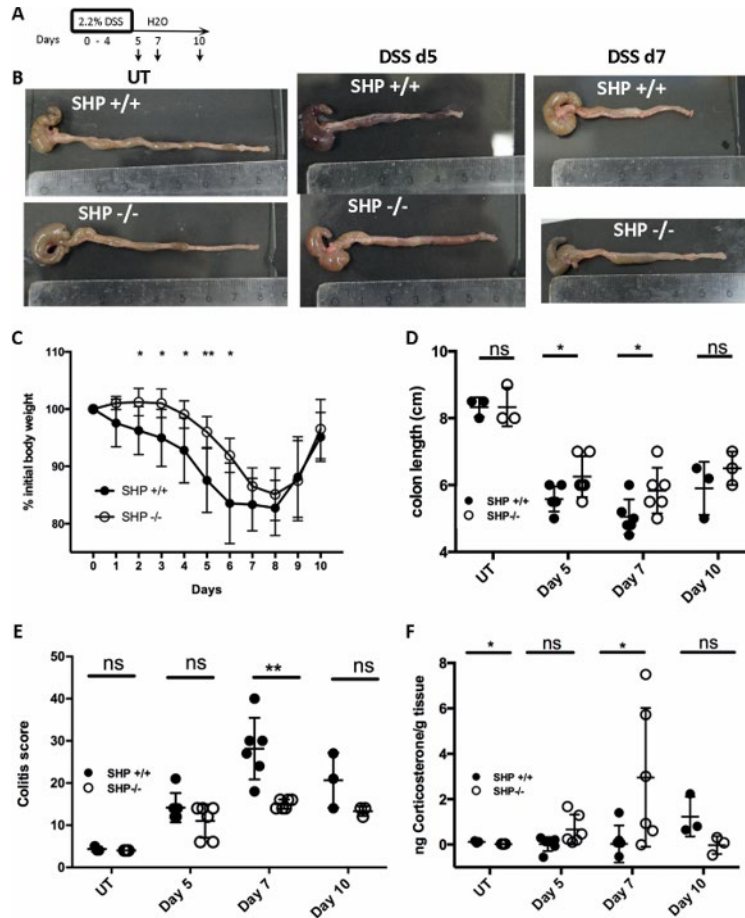 A
2.2% DSS H2O
Days 0 - 4 5 7 10
B
UT DSS d5 DSS d7
SHP +/+ SHP +/+ SHP +/+
SHP -/- SHP -/- SHP -/-
C
* * * ** *
% initial body weight
100
90
80
SHP +/+
SHP -/-
0 1 2 3 4 5 6 7 8 9 10
Days
D
ns * * ns
colon length (cm)
10
8
6
4
SHP +/+
SHP-/-
UT Day 5 Day 7 Day 10
E
ns ns ** ns
Colitis score
50
40
30
20
10
0
SHP +/+
SHP-/-
UT Day 5 Day 7 Day 10
F
* ns * ns
ng Corticosterone/g tissue
8
6
4
2
0
SHP +/+
SHP-/-
UT Day 5 Day 7 Day 10